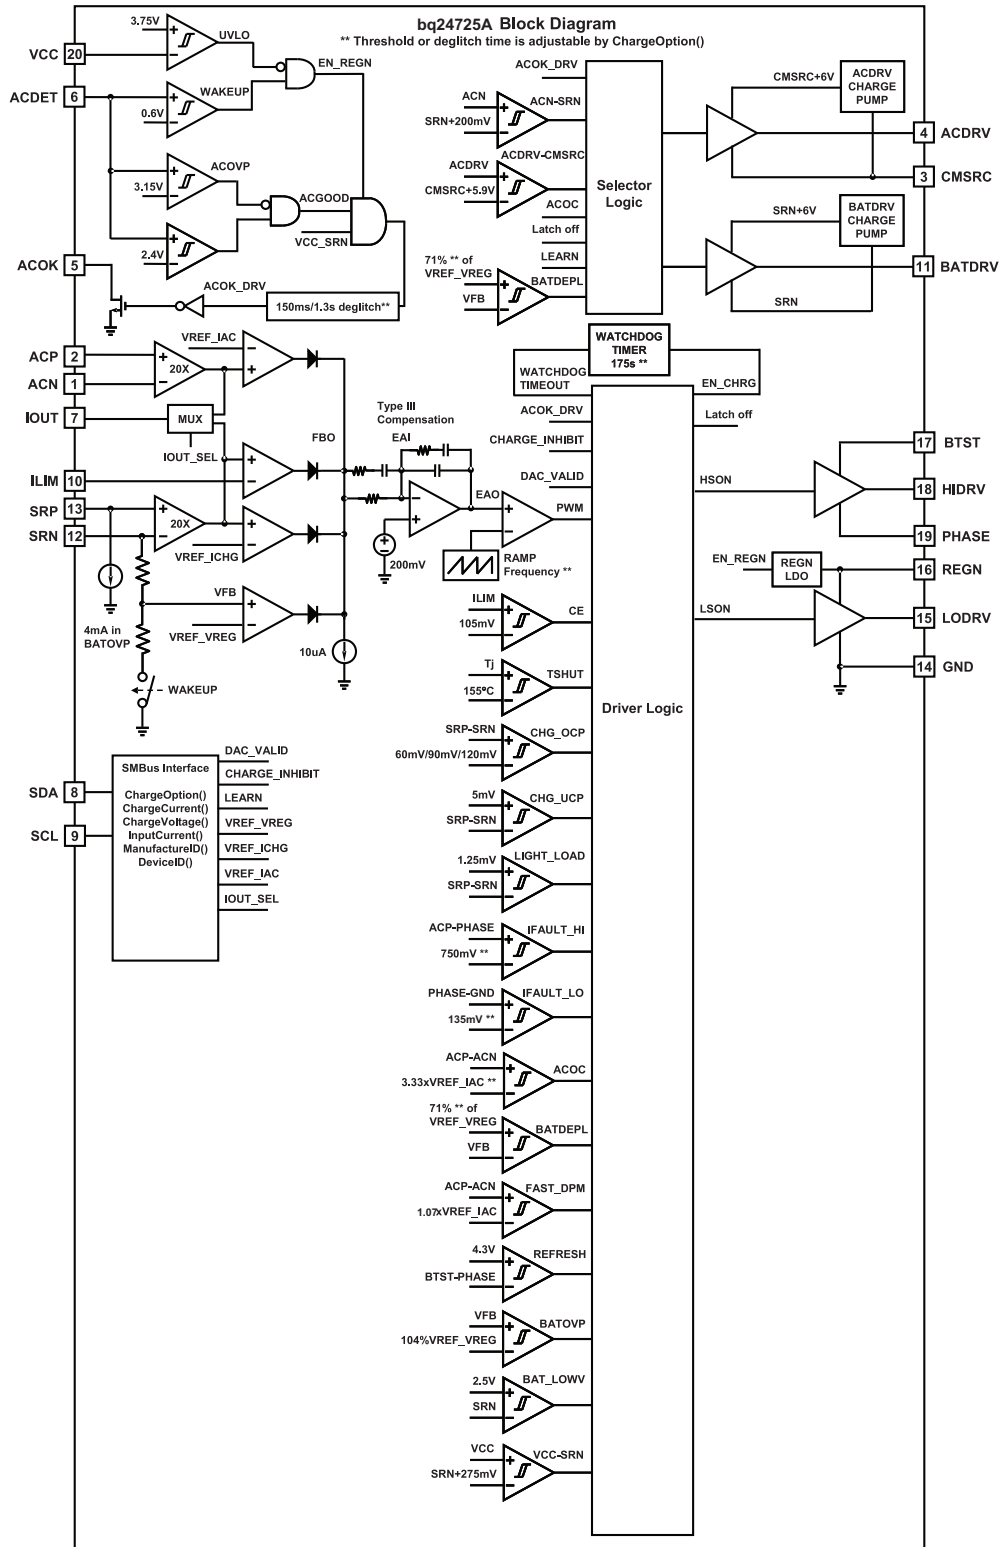 bq24725A Block Diagram
** Threshold or deglitch time is adjustable by ChargeOption()
3.75V
UVLO
VCC 20
EN_REGN
ACDET 6
WAKEUP
0.6V
ACOVP
3.15V
ACGOOD
VCC_SRN
2.4V
ACOK 5
ACOK_DRV
150ms/1.3s deglitch**
ACOK_DRV
ACN
ACN-SRN
SRN+200mV
ACDRV
ACDRV-CMSRC
CMSRC+5.9V
ACOC
Latch off
LEARN
71% ** of
VREF_VREG
BATDEPL
VFB
Selector
Logic
CMSRC+6V
ACDRV
CHARGE
PUMP
4 ACDRV
3 CMSRC
SRN+6V
BATDRV
CHARGE
PUMP
11 BATDRV
SRN
WATCHDOG
TIMER
175s **
WATCHDOG
TIMEOUT
EN_CHRG
ACOK_DRV
Latch off
CHARGE_INHIBIT
DAC_VALID
VREF_IAC
ACP 2
20X
ACN 1
IOUT 7
MUX
IOUT_SEL
FBO
ILIM 10
SRP 13
20X
SRN 12
VREF_ICHG
VFB
4mA in
BATOVP
VREF_VREG
10uA
WAKEUP
Type III
Compensation
EAI
EAO
200mV
PWM
RAMP
Frequency **
HSON
17 BTST
18 HIDRV
19 PHASE
EN_REGN
REGN
LDO
16 REGN
LSON
15 LODRV
14 GND
Driver Logic
ILIM
CE
105mV
Tj
TSHUT
155°C
SRP-SRN
CHG_OCP
60mV/90mV/120mV
5mV
CHG_UCP
SRP-SRN
1.25mV
LIGHT_LOAD
SRP-SRN
ACP-PHASE
IFAULT_HI
750mV **
PHASE-GND
IFAULT_LO
135mV **
ACP-ACN
ACOC
3.33xVREF_IAC **
71% ** of
VREF_VREG
BATDEPL
VFB
ACP-ACN
FAST_DPM
1.07xVREF_IAC
4.3V
REFRESH
BTST-PHASE
VFB
BATOVP
104%VREF_VREG
2.5V
BAT_LOWV
SRN
VCC
VCC-SRN
SRN+275mV
SDA 8
SCL 9
SMBus Interface
ChargeOption()
ChargeCurrent()
ChargeVoltage()
InputCurrent()
ManufactureID()
DeviceID()
DAC_VALID
CHARGE_INHIBIT
LEARN
VREF_VREG
VREF_ICHG
VREF_IAC
IOUT_SEL